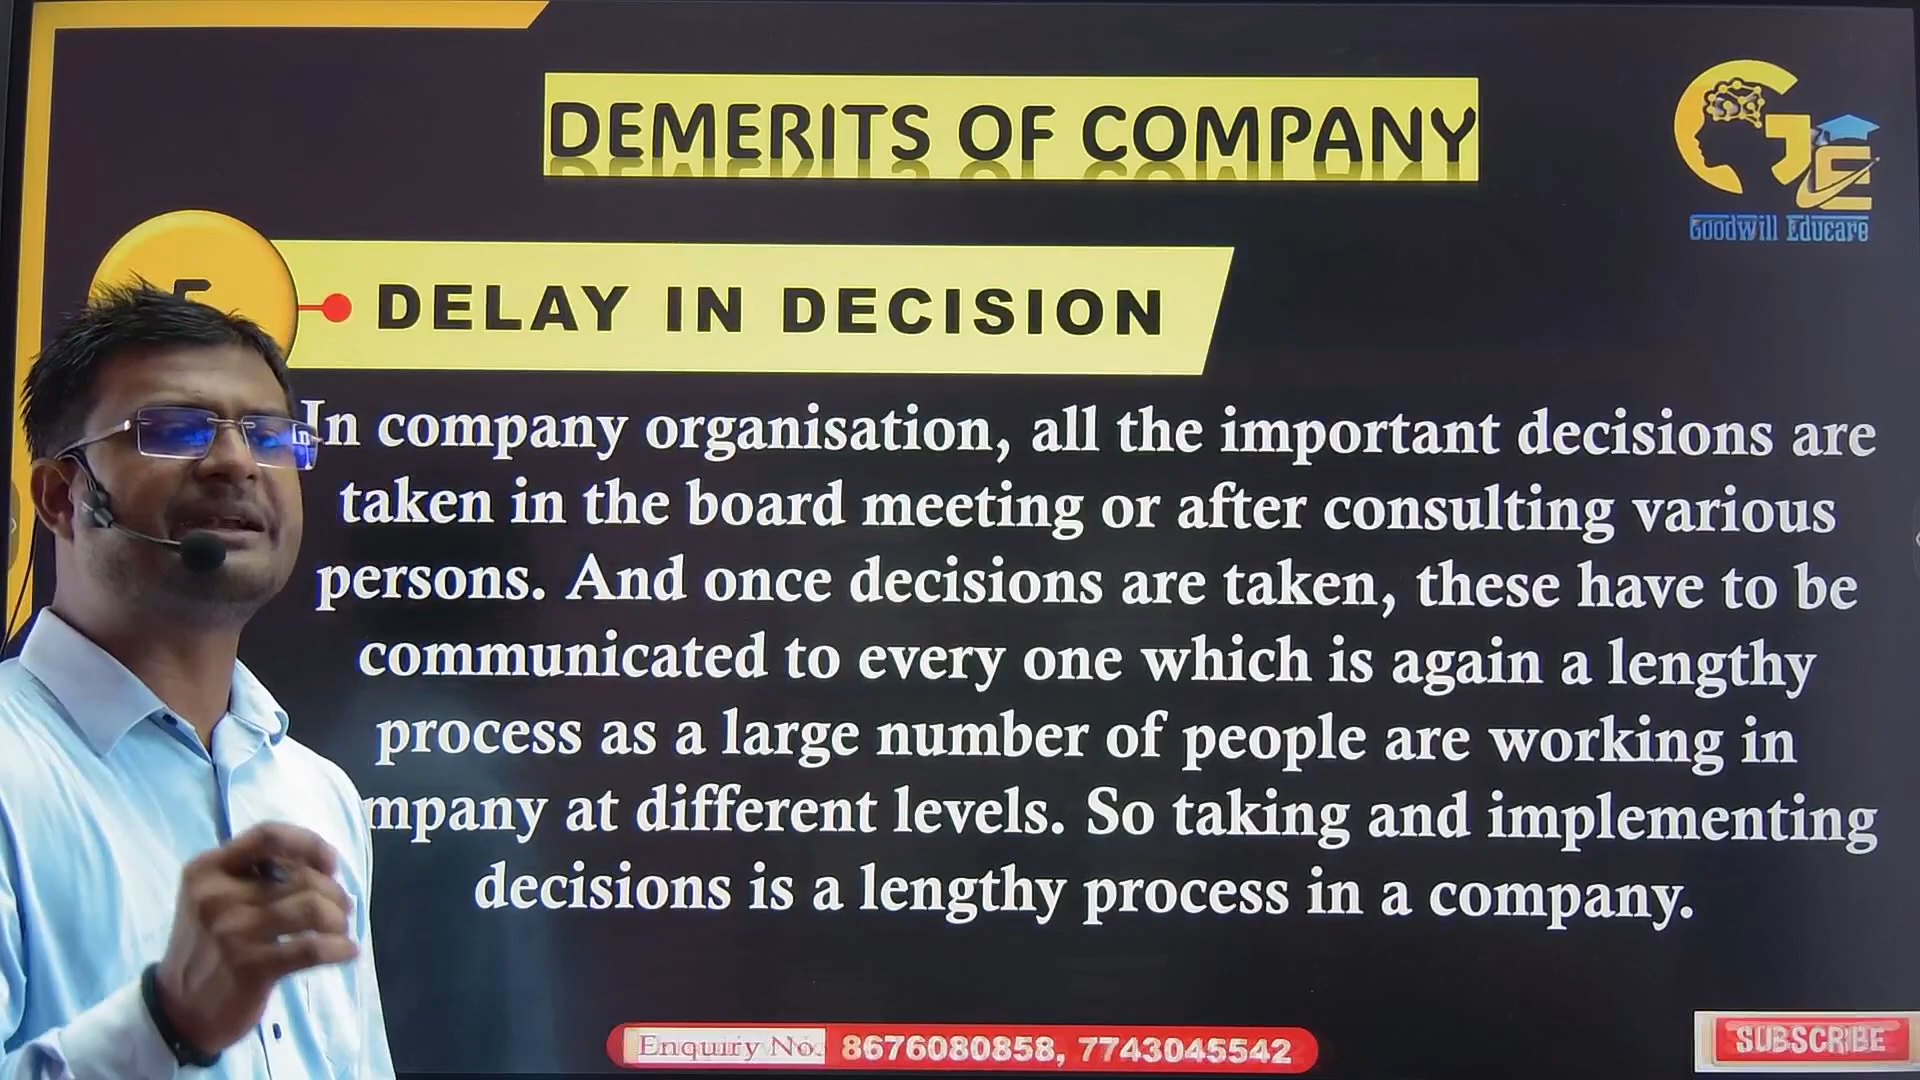 DEMERITS OF COMPANY
Goodwill Educare
DELAY IN DECISION
In company organisation, all the important decisions are
taken in the board meeting or after consulting various
persons. And once decisions are taken, these have to be
communicated to every one which is again a lengthy
process as a large number of people are working in
mpany at different levels. So taking and implementing
decisions is a lengthy process in a company.
Enquiry No. 8676080858, 7743045542
SUBSCRIBE